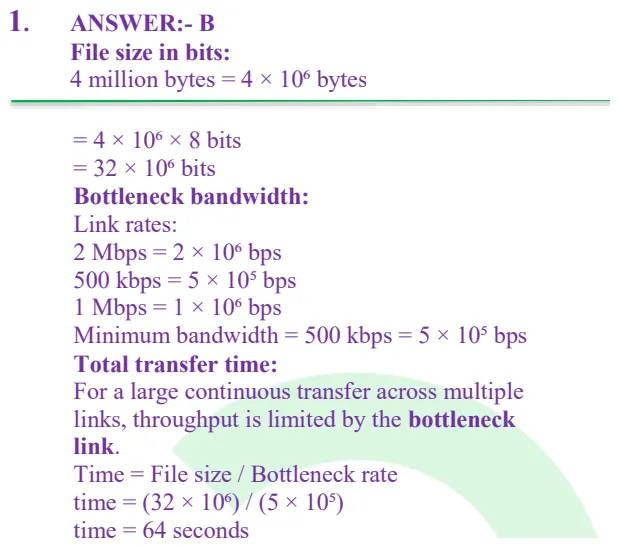 1. ANSWER:- B
File size in bits:
4 million bytes = 4 × 10⁶ bytes
= 4 × 10⁶ × 8 bits
= 32 × 10⁶ bits
Bottleneck bandwidth:
Link rates:
2 Mbps = 2 × 10⁶ bps
500 kbps = 5 × 10⁵ bps
1 Mbps = 1 × 10⁶ bps
Minimum bandwidth = 500 kbps = 5 × 10⁵ bps
Total transfer time:
For a large continuous transfer across multiple
links, throughput is limited by the bottleneck
link.
Time = File size / Bottleneck rate
time = (32 × 10⁶) / (5 × 10⁵)
time = 64 seconds